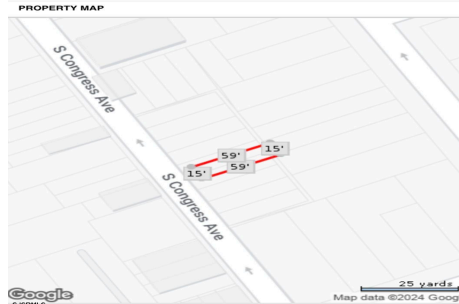 PROPERTY MAP
S Congress Ave
59'
15'
15'
59'
S Congress Ave
25 yards
Google
Map data ©2024 Goog